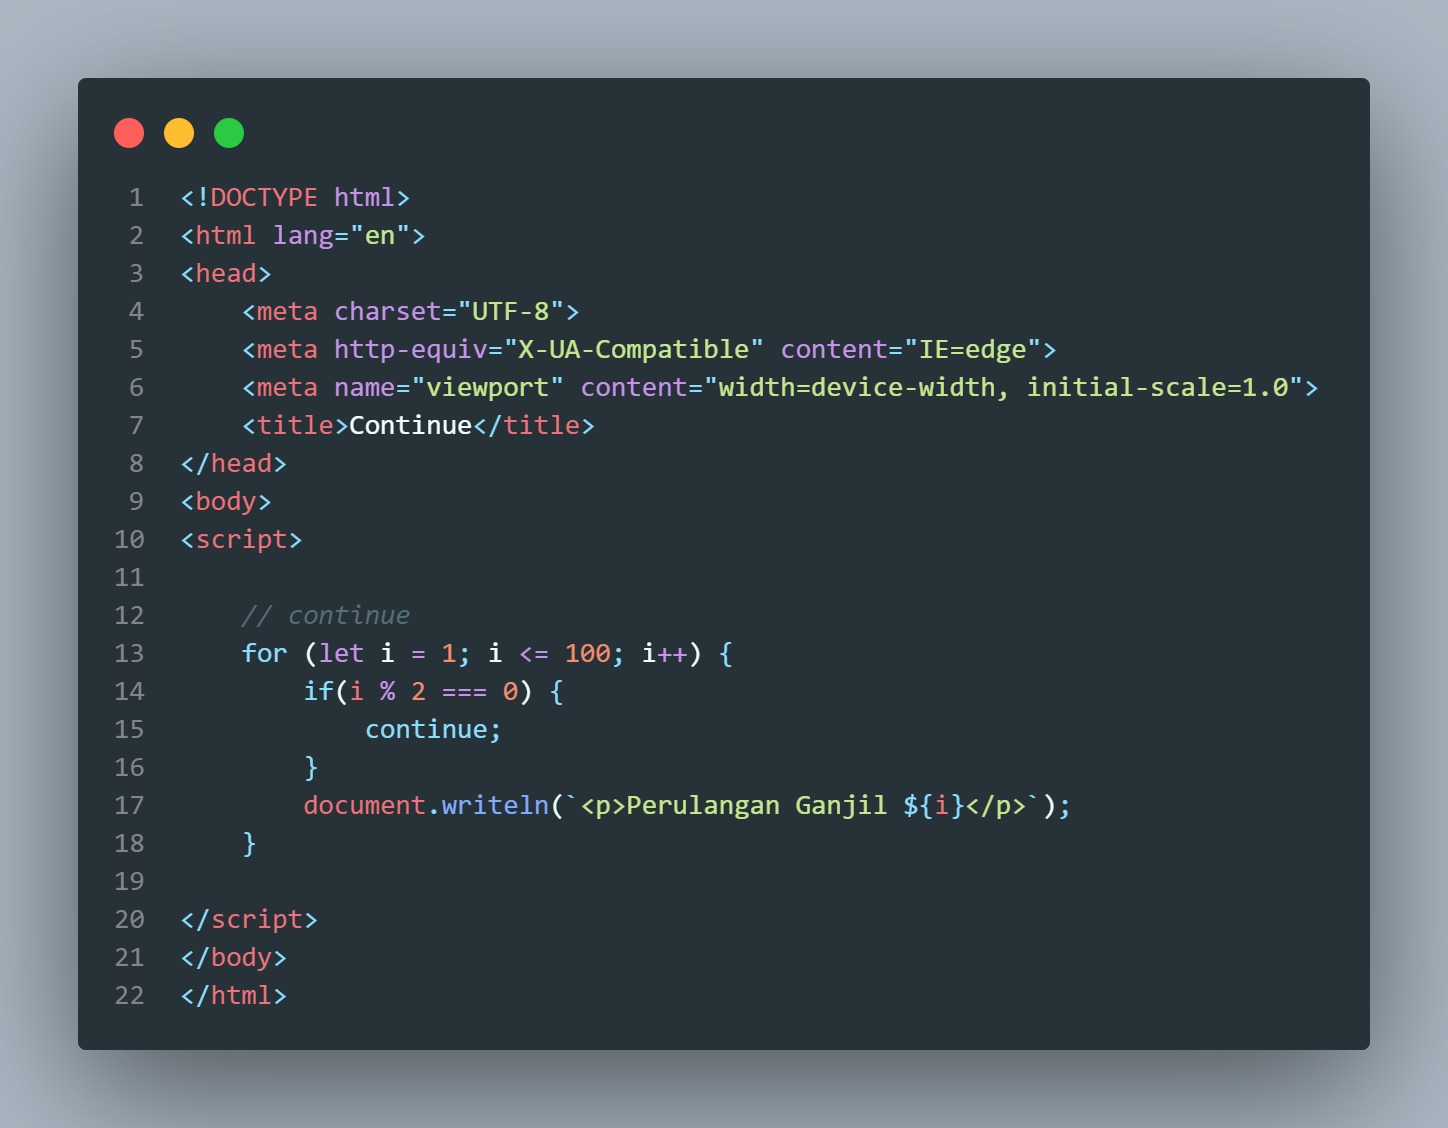 1 <!DOCTYPE html>
2 <html lang="en">
3 <head>
4     <meta charset="UTF-8">
5     <meta http-equiv="X-UA-Compatible" content="IE=edge">
6     <meta name="viewport" content="width=device-width, initial-scale=1.0">
7     <title>Continue</title>
8 </head>
9 <body>
10 <script>
11
12     // continue
13     for (let i = 1; i <= 100; i++) {
14         if(i % 2 === 0) {
15             continue;
16         }
17         document.writeln(`<p>Perulangan Ganjil ${i}</p>`);
18     }
19
20 </script>
21 </body>
22 </html>